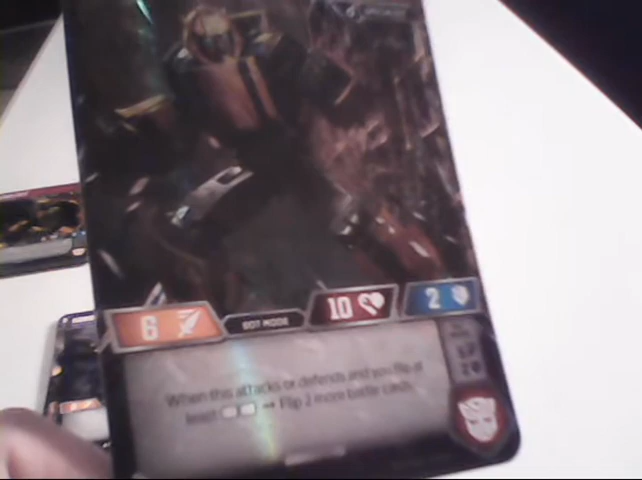 6
BOT MODE
10
2
When this attacks or defends and you flip at
least → Flip 2 more battle cards.